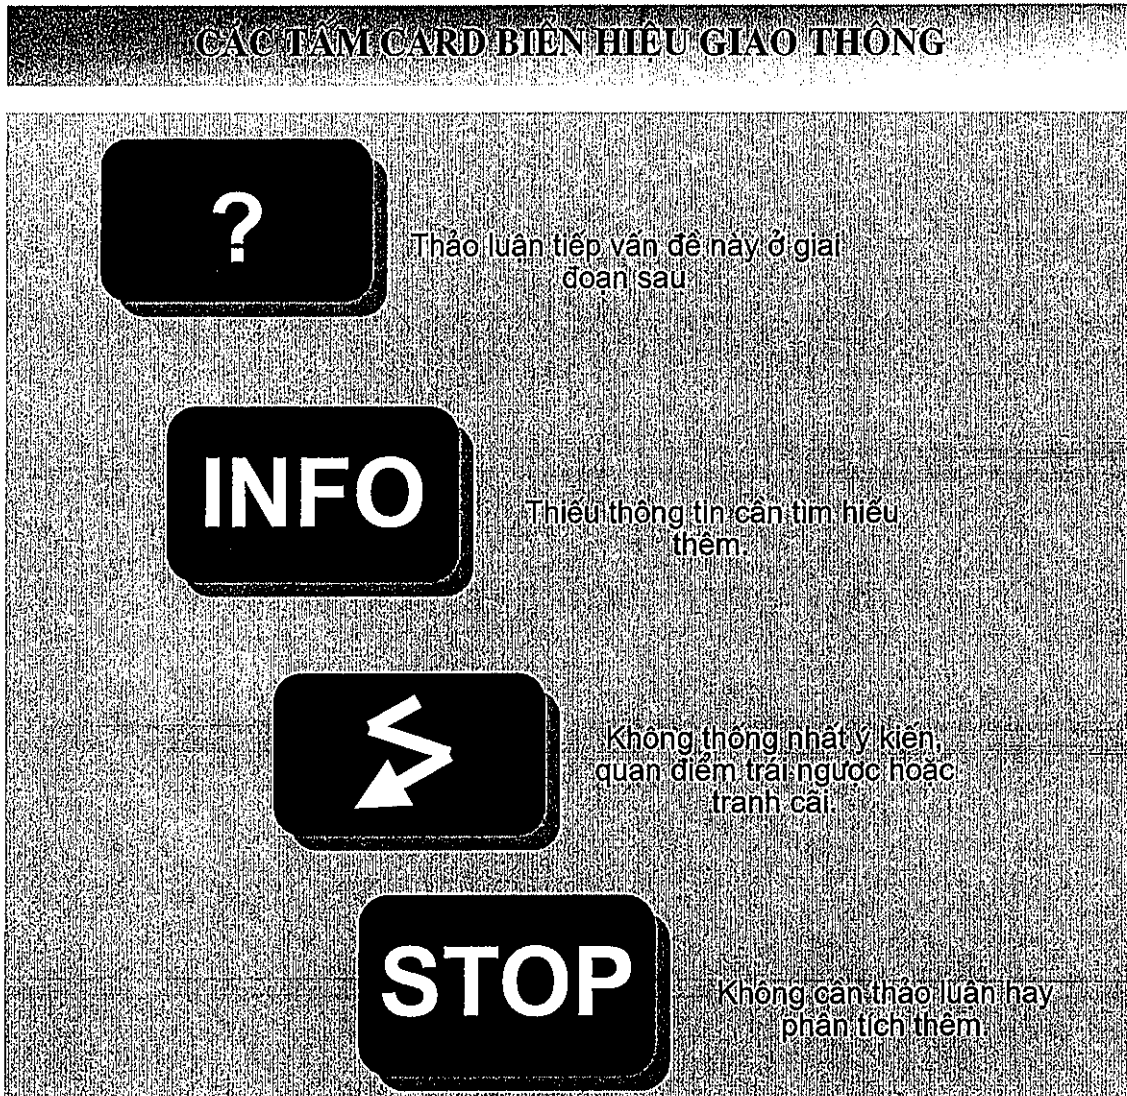 CÁC TẤM CARD BIỂN HIỆU GIAO THÔNG
?
Thảo luận tiếp vấn đề này ở giai
đoạn sau
INFO
Thiếu thông tin cần tìm hiểu
thêm.
Không thống nhất ý kiến,
quan điểm trái ngược hoặc
tranh cãi.
STOP
Không cần thảo luận hay
phân tích thêm.